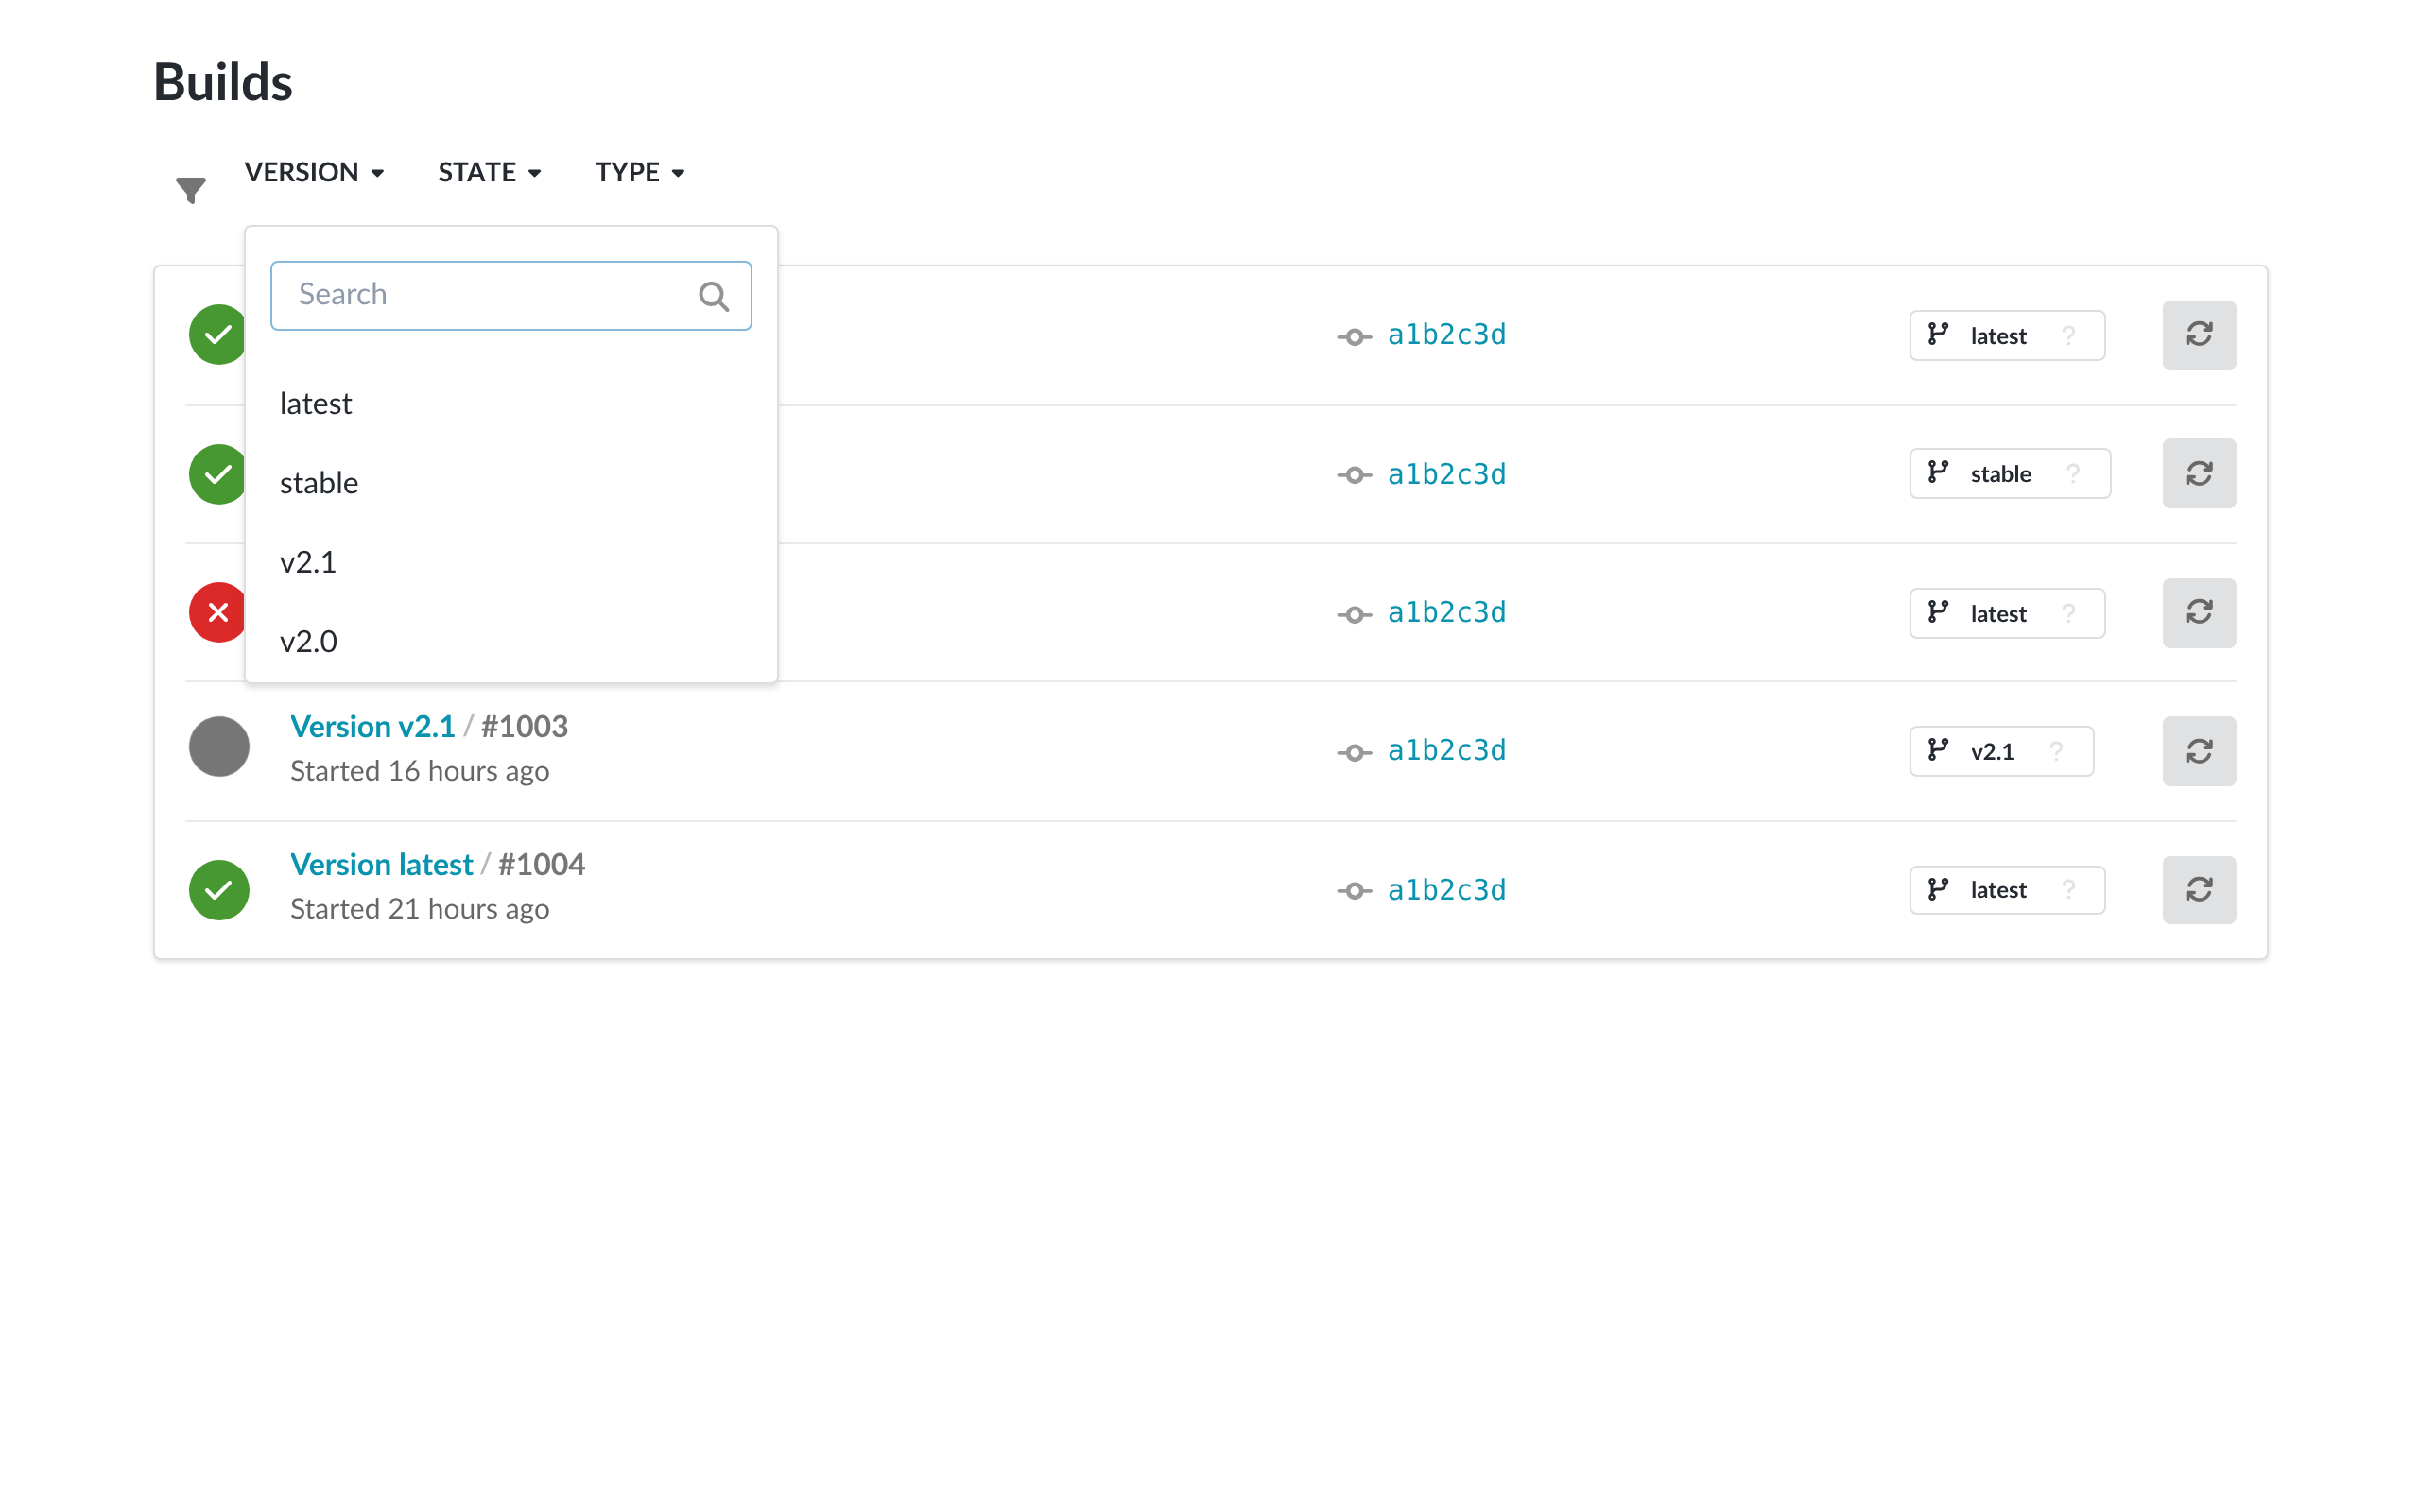 Builds
VERSION STATE TYPE
Search
latest
stable
v2.1
v2.0
a1b2c3d latest ?
a1b2c3d stable ?
a1b2c3d latest ?
Version v2.1 / #1003
Started 16 hours ago
a1b2c3d v2.1 ?
Version latest / #1004
Started 21 hours ago
a1b2c3d latest ?